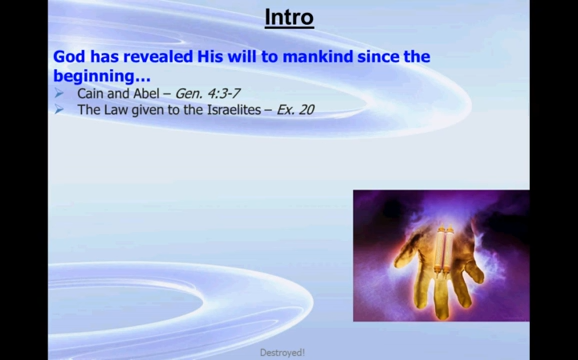 Intro
God has revealed His will to mankind since the
beginning…
Cain and Abel – Gen. 4:3-7
The Law given to the Israelites – Ex. 20
Destroyed!